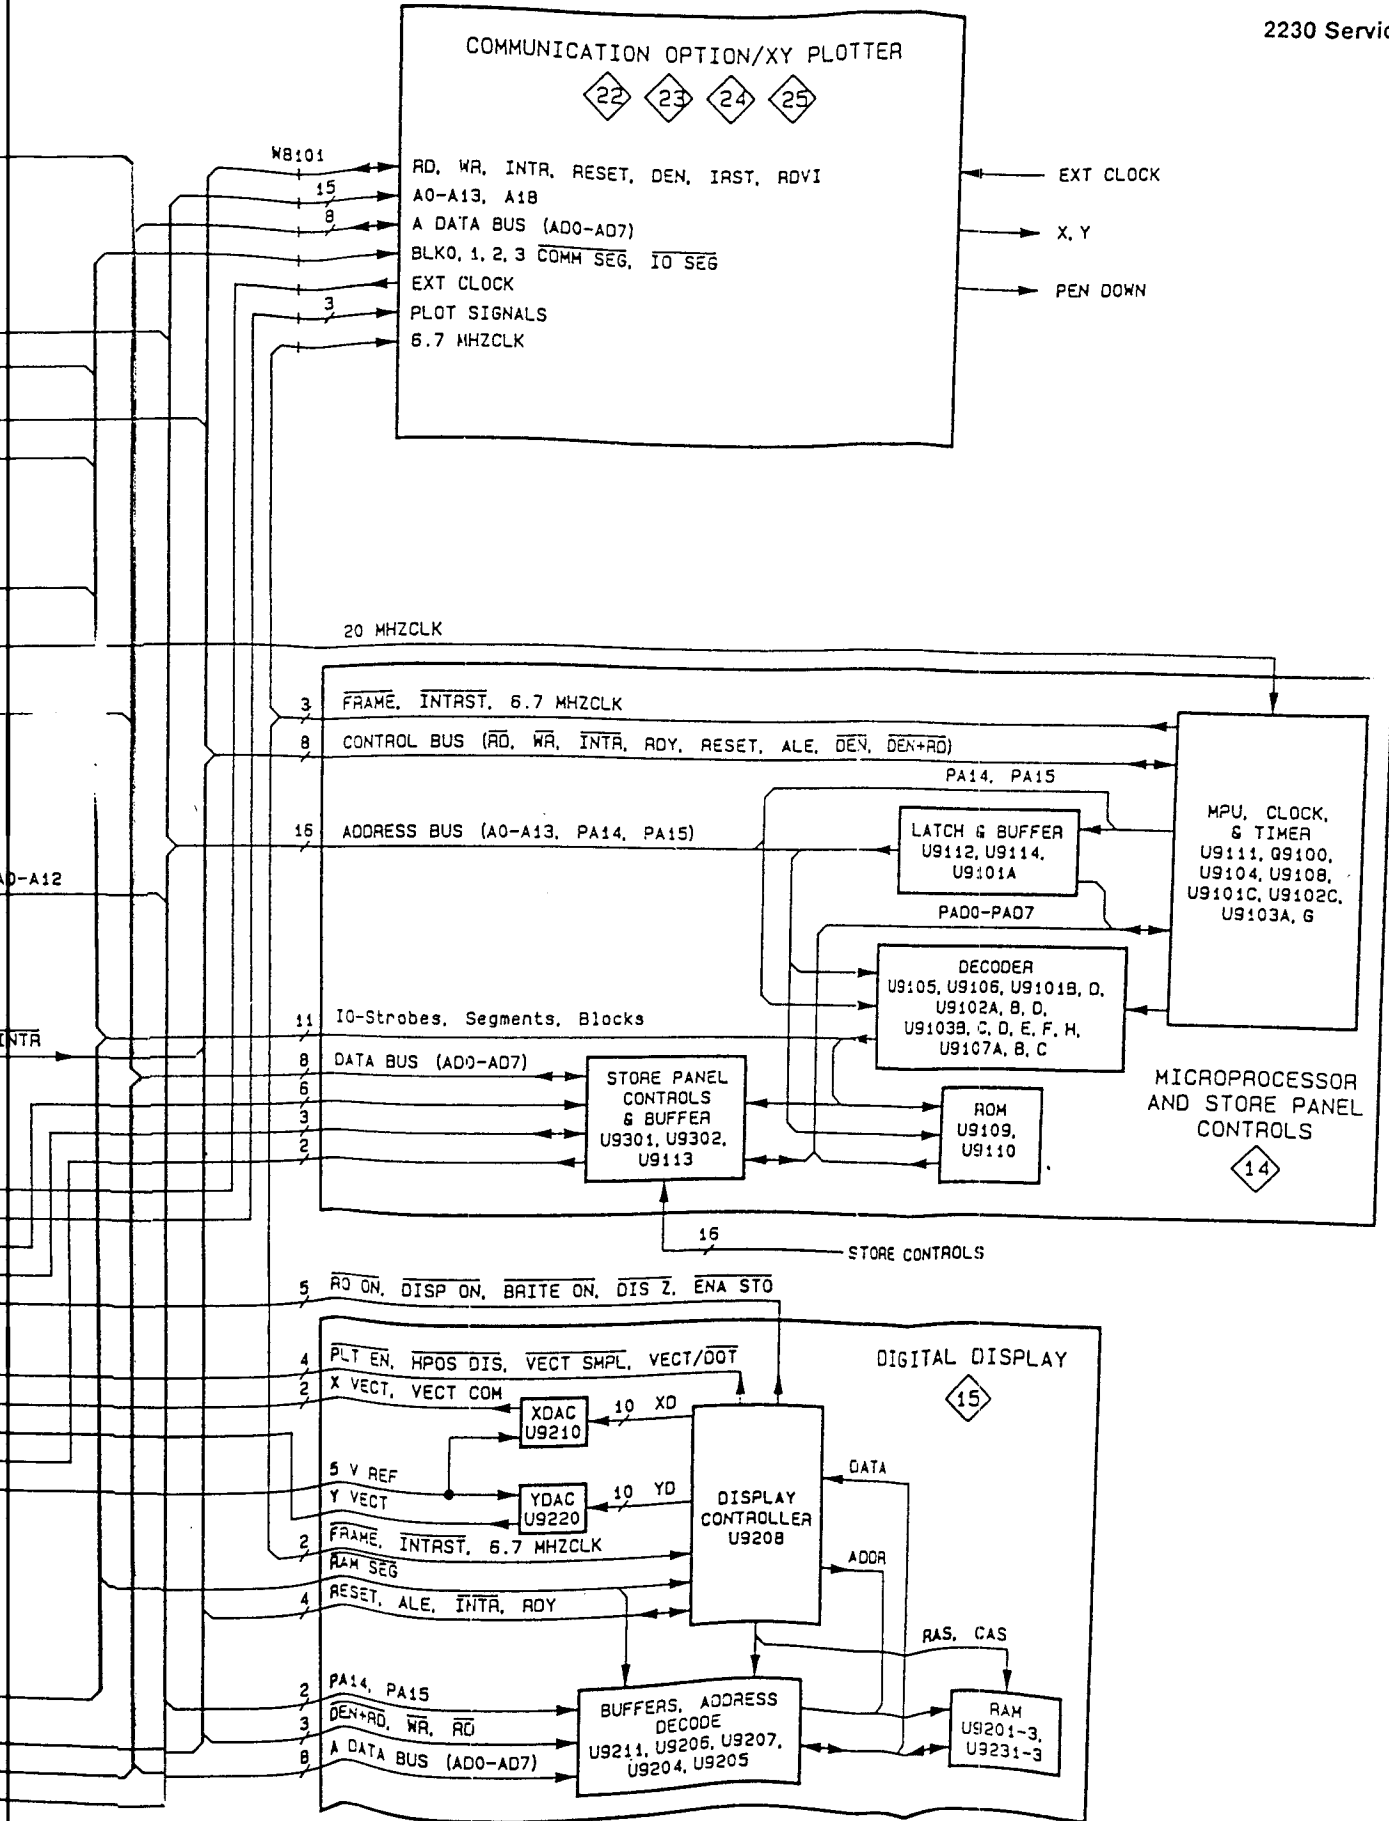 2230 Servic
COMMUNICATION OPTION/XY PLOTTER
22 23 24 25
W8101
RD, WR, INTR, RESET, DEN, IRST, RDVI
15
A0-A13, A18
8
A DATA BUS (AD0-AD7)
BLK0, 1, 2, 3 COMM SEG, IO SEG
EXT CLOCK
3
PLOT SIGNALS
6.7 MHZCLK
EXT CLOCK
X, Y
PEN DOWN
20 MHZCLK
3 FRAME, INTRST, 6.7 MHZCLK
8 CONTROL BUS (RD, WR, INTR, RDY, RESET, ALE, DEN, DEN+RD)
PA14, PA15
16 ADDRESS BUS (A0-A13, PA14, PA15)
LATCH & BUFFER
U9112, U9114,
U9101A
MPU, CLOCK,
& TIMER
U9111, Q9100,
U9104, U9108,
U9101C, U9102C,
U9103A, G
A0-A12
PAD0-PAD7
DECODER
U9105, U9106, U9101B, D,
U9102A, B, D,
U9103B, C, D, E, F, H,
U9107A, B, C
INTR
11 IO-Strobes, Segments, Blocks
8 DATA BUS (AD0-AD7)
6
3
2
STORE PANEL
CONTROLS
& BUFFER
U9301, U9302,
U9113
ROM
U9109,
U9110
MICROPROCESSOR
AND STORE PANEL
CONTROLS
14
16
STORE CONTROLS
5 RO ON, DISP ON, BRITE ON, DIS Z, ENA STO
4 PLT EN, HPOS DIS, VECT SMPL, VECT/DOT
2 X VECT, VECT COM
DIGITAL DISPLAY
15
XDAC
U9210
10 XD
5 V REF
Y VECT
YDAC
U9220
10 YD
DISPLAY
CONTROLLER
U9208
DATA
ADDR
2 FRAME, INTRST, 6.7 MHZCLK
RAM SEG
4 RESET, ALE, INTR, RDY
RAS, CAS
2 PA14, PA15
3 DEN+RD, WR, RD
8 A DATA BUS (AD0-AD7)
BUFFERS, ADDRESS
DECODE
U9211, U9206, U9207,
U9204, U9205
RAM
U9201-3,
U9231-3